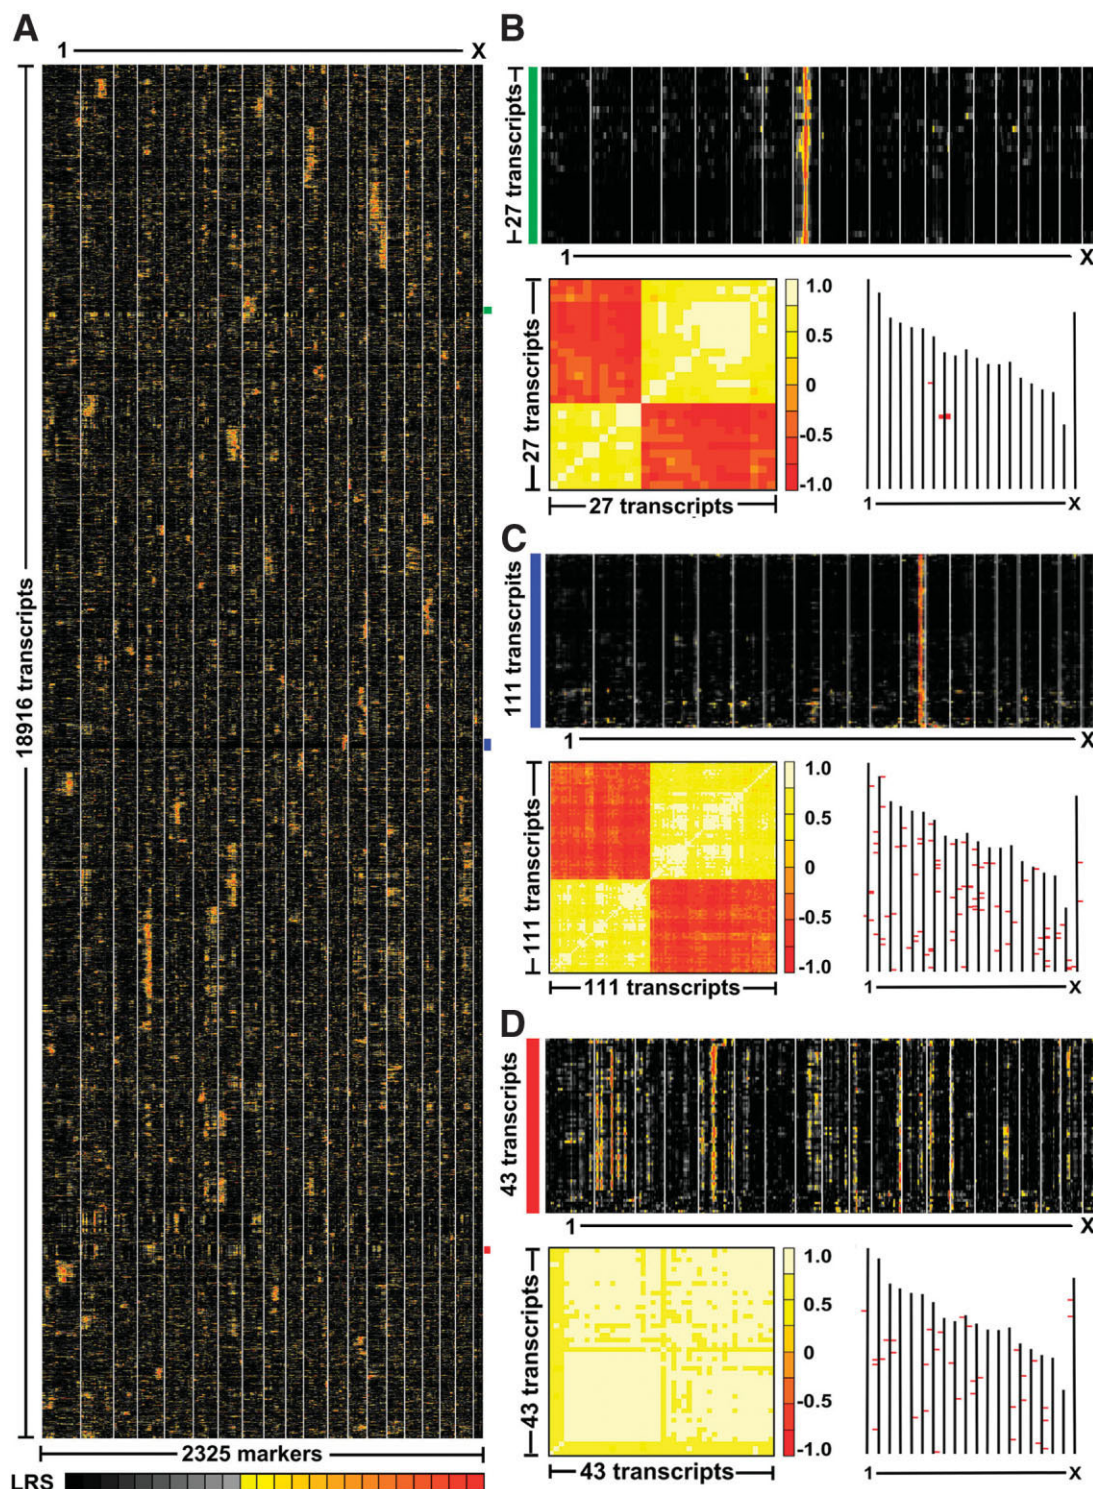 A
1 X
18916 transcripts
2325 markers
LRS
B
27 transcripts
1 X
27 transcripts
27 transcripts
1.0
0.5
0
-0.5
-1.0
1 X
C
111 trancrpits
1 X
111 transcripts
111 transcripts
1.0
0.5
0
-0.5
-1.0
1 X
D
43 transcripts
1 X
43 transcripts
43 transcripts
1.0
0.5
0
-0.5
-1.0
1 X